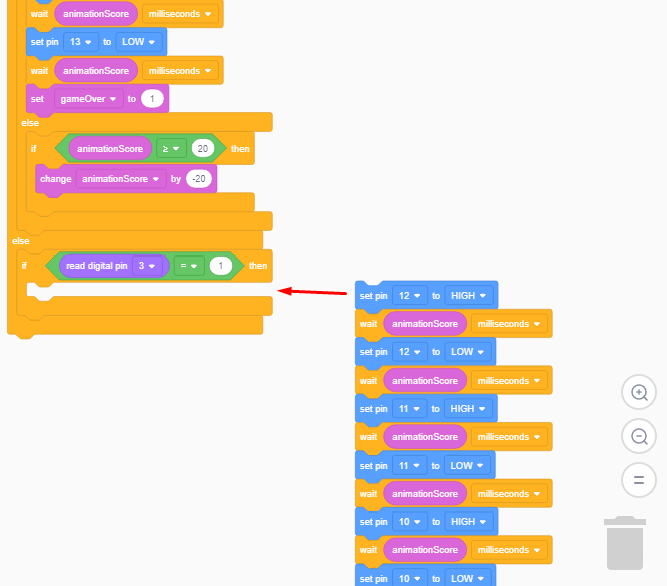 wait animationScore milliseconds
set pin 13 to LOW
wait animationScore milliseconds
set gameOver to 1
else
if animationScore ≥ 20 then
change animationScore by -20
else
if read digital pin 3 = 1 then
set pin 12 to HIGH
wait animationScore milliseconds
set pin 12 to LOW
wait animationScore milliseconds
set pin 11 to HIGH
wait animationScore milliseconds
set pin 11 to LOW
wait animationScore milliseconds
set pin 10 to HIGH
wait animationScore milliseconds
set pin 10 to LOW